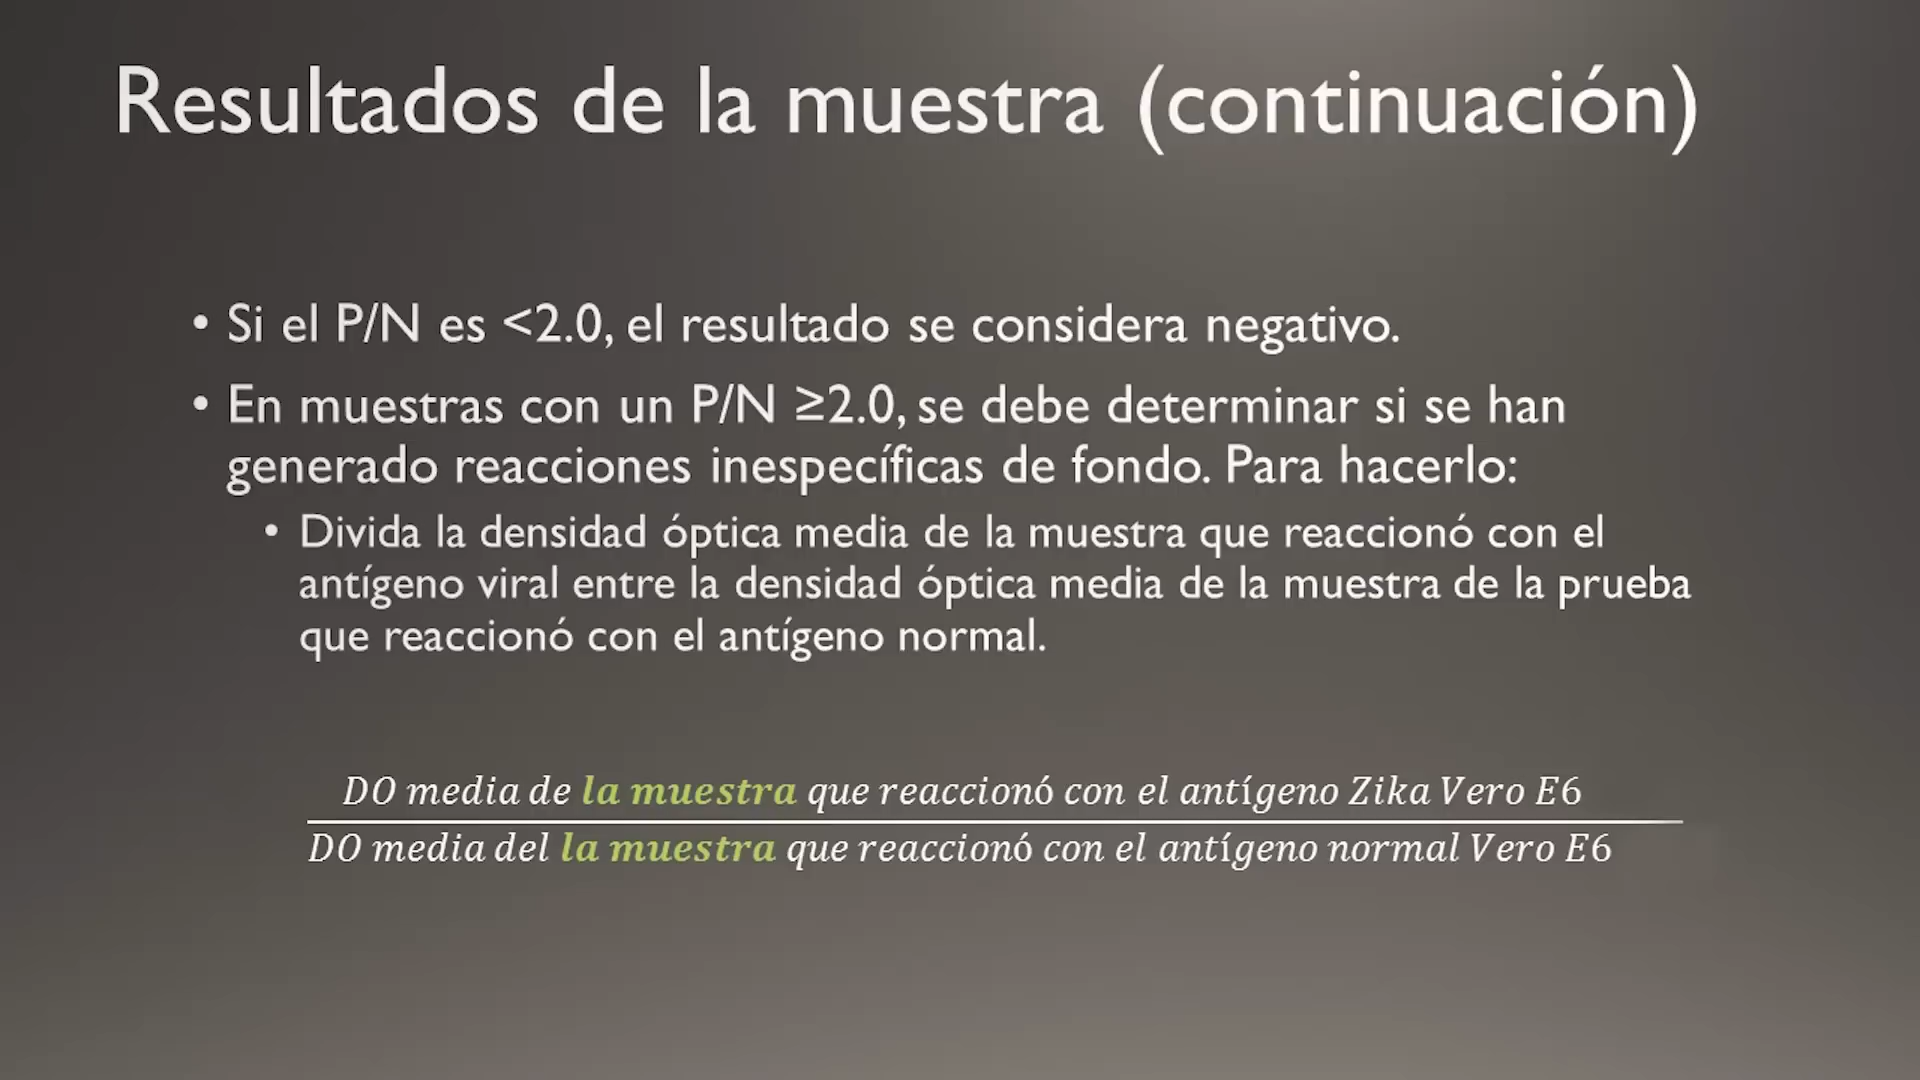 Resultados de la muestra (continuación)
• Si el P/N es <2.0, el resultado se considera negativo.
• En muestras con un P/N ≥2.0, se debe determinar si se han
generado reacciones inespecíficas de fondo. Para hacerlo:
• Divida la densidad óptica media de la muestra que reaccionó con el
antígeno viral entre la densidad óptica media de la muestra de la prueba
que reaccionó con el antígeno normal.
DO media de la muestra que reaccionó con el antígeno Zika Vero E6
DO media del la muestra que reaccionó con el antígeno normal Vero E6